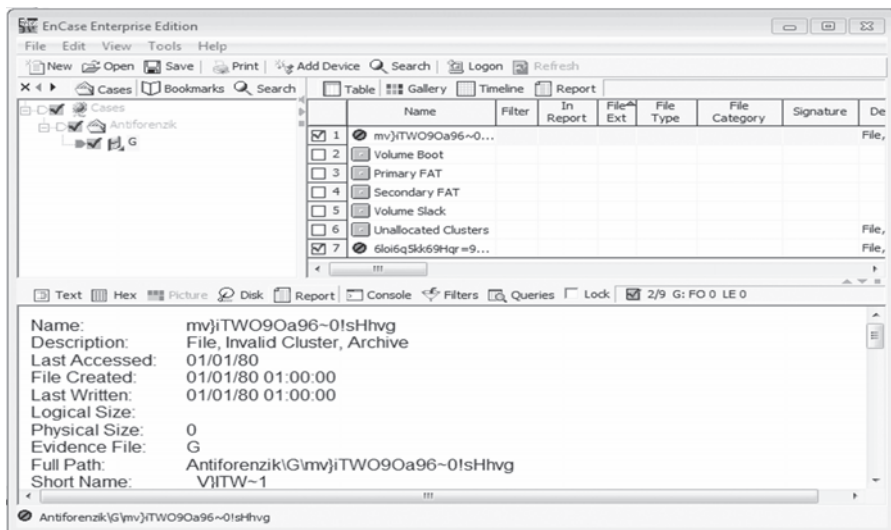 EnCase Enterprise Edition
File Edit View Tools Help
New Open Save Print Add Device Search Logon Refresh
Cases Bookmarks Search
Table Gallery Timeline Report
Cases
Antiforenzik
G
Name Filter In Report File Ext File Type File Category Signature De
1 mv}iTWO9Oa96~0... File,
2 Volume Boot
3 Primary FAT
4 Secondary FAT
5 Volume Slack
6 Unallocated Clusters File,
7 6loi6q5kk69Hqr=9... File,
Text Hex Picture Disk Report Console Filters Queries Lock 2/9 G: FO 0 LE 0
Name: mv}iTWO9Oa96~0!sHhvg
Description: File, Invalid Cluster, Archive
Last Accessed: 01/01/80
File Created: 01/01/80 01:00:00
Last Written: 01/01/80 01:00:00
Logical Size:
Physical Size: 0
Evidence File: G
Full Path: Antiforenzik\G\mv}iTWO9Oa96~0!sHhvg
Short Name: V}ITW~1
Antiforenzik\G\mv}iTWO9Oa96~0!sHhvg